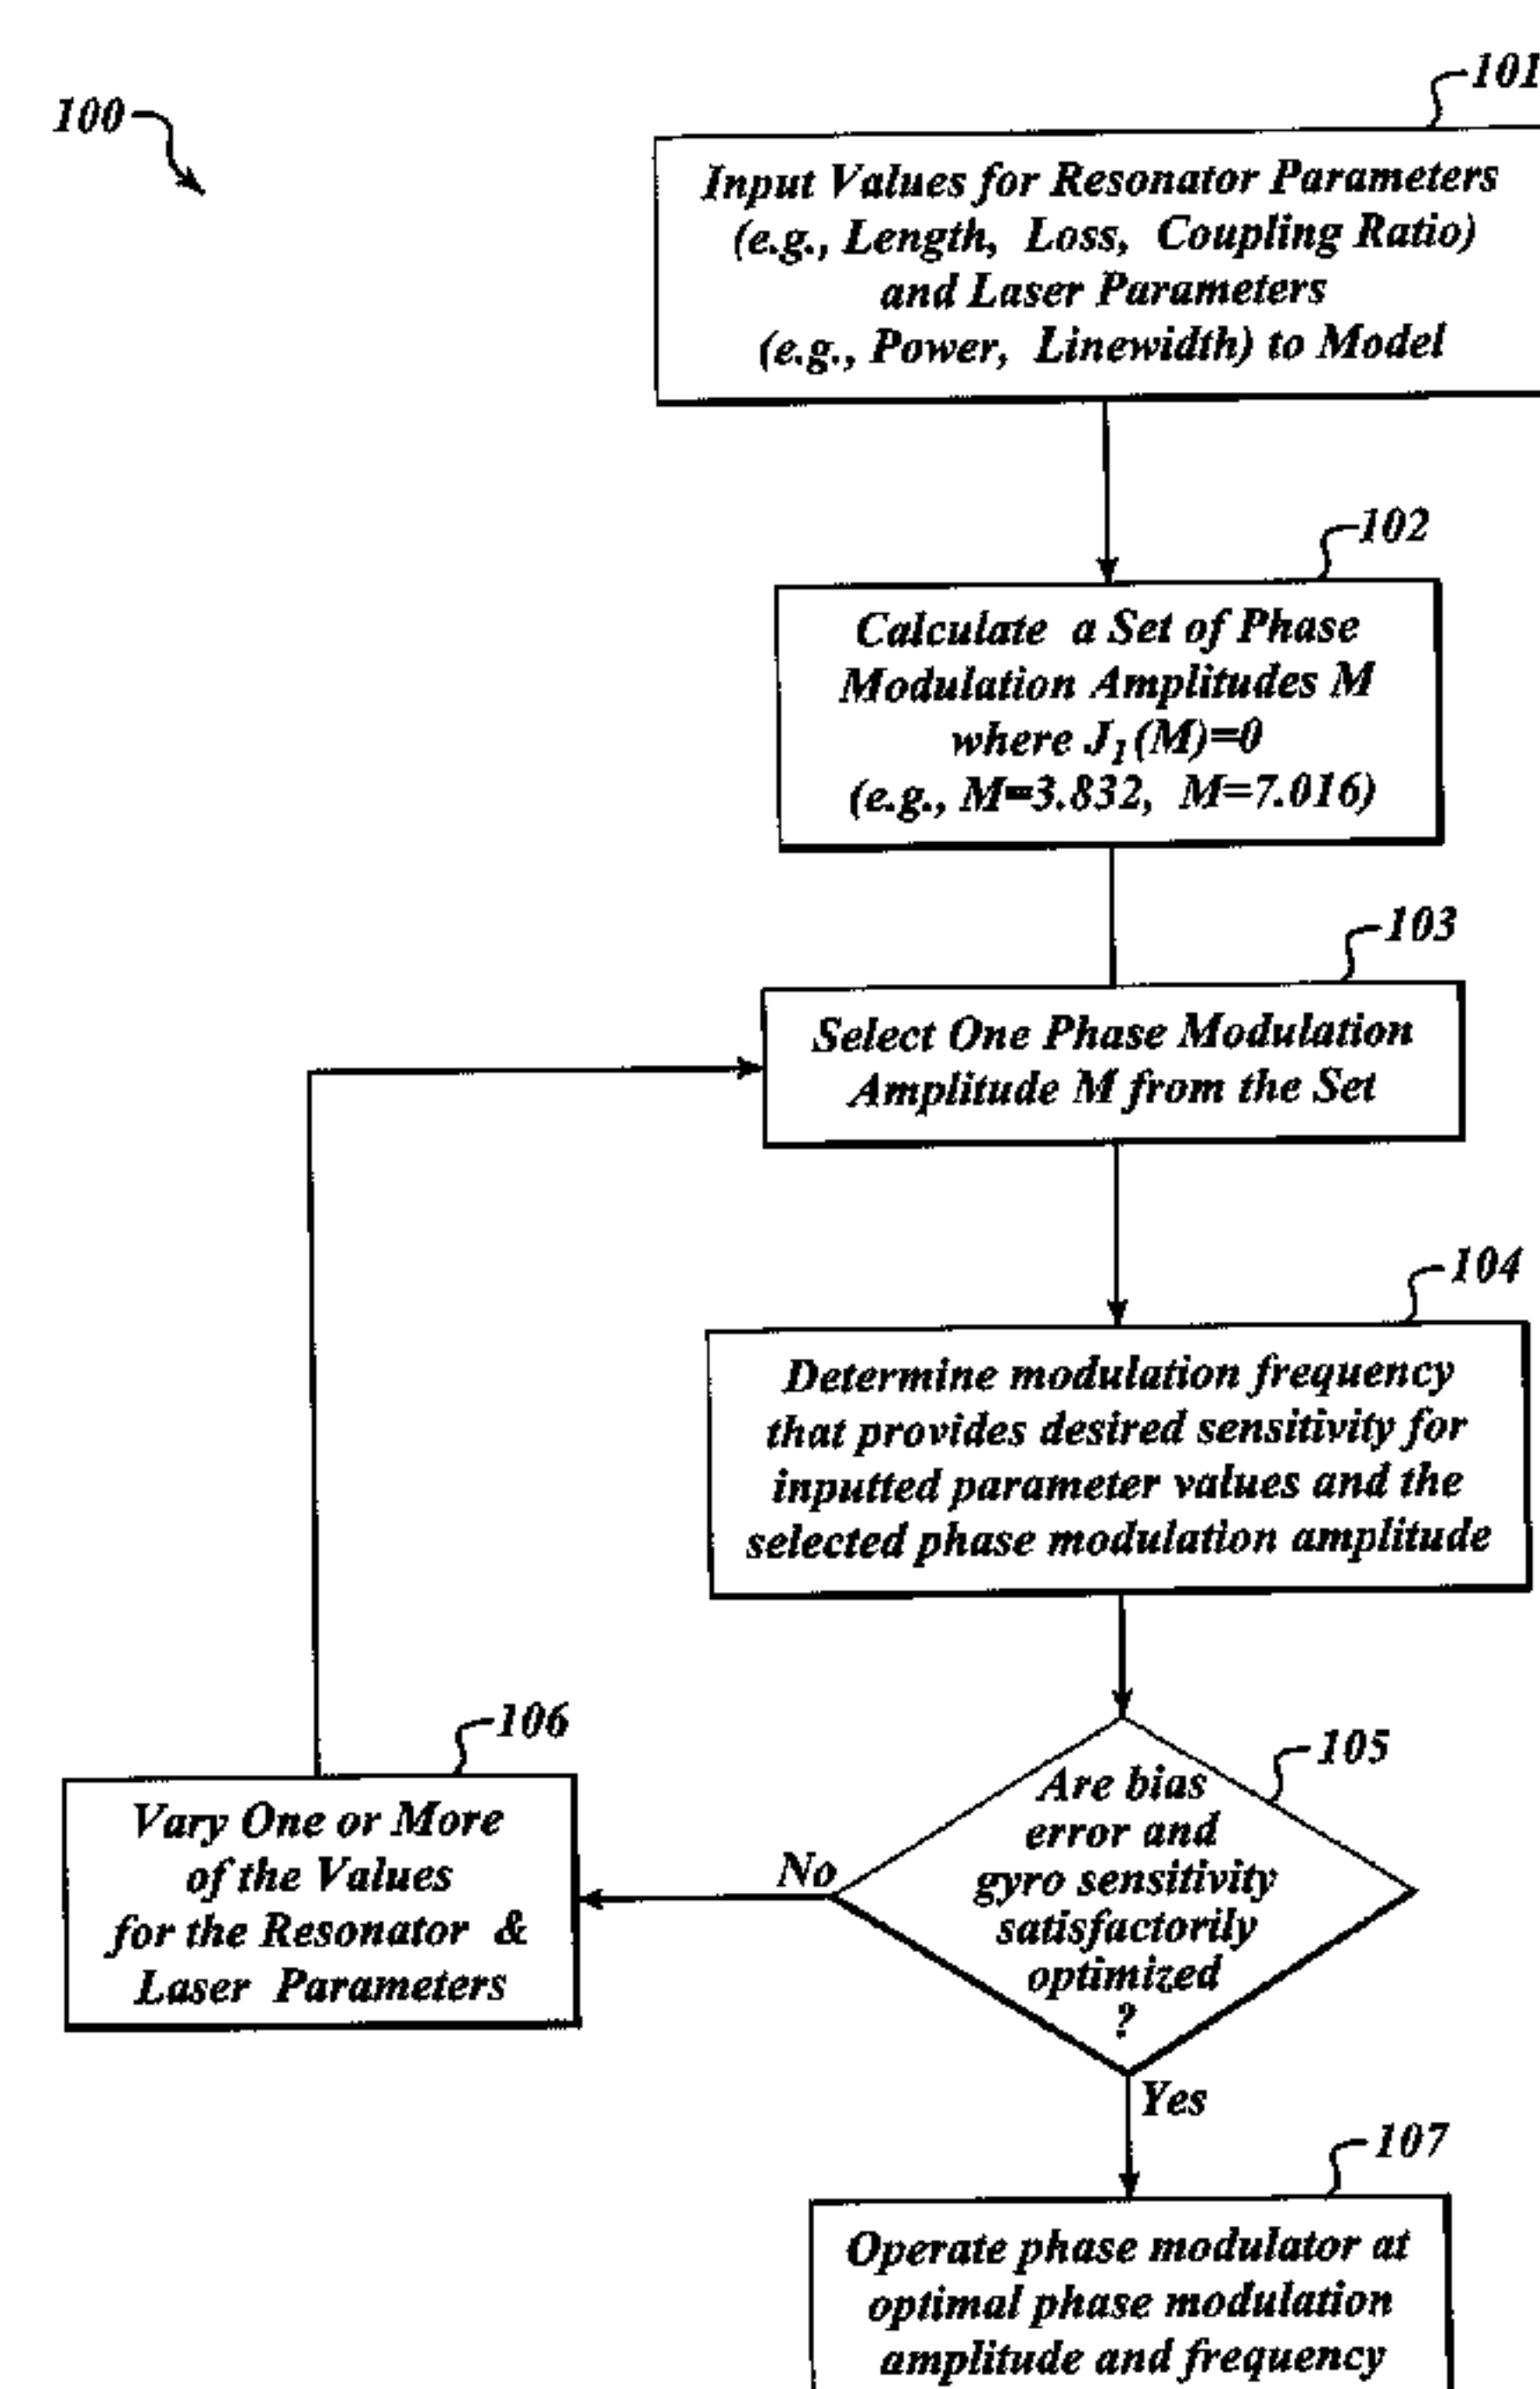 100
101
Input Values for Resonator Parameters
(e.g., Length, Loss, Coupling Ratio)
and Laser Parameters
(e.g., Power, Linewidth) to Model
102
Calculate a Set of Phase
Modulation Amplitudes M
where J₁(M)=0
(e.g., M=3.832, M=7.016)
103
Select One Phase Modulation
Amplitude M from the Set
104
Determine modulation frequency
that provides desired sensitivity for
inputted parameter values and the
selected phase modulation amplitude
105
Are bias
error and
gyro sensitivity
satisfactorily
optimized
?
No
106
Vary One or More
of the Values
for the Resonator &
Laser Parameters
Yes
107
Operate phase modulator at
optimal phase modulation
amplitude and frequency